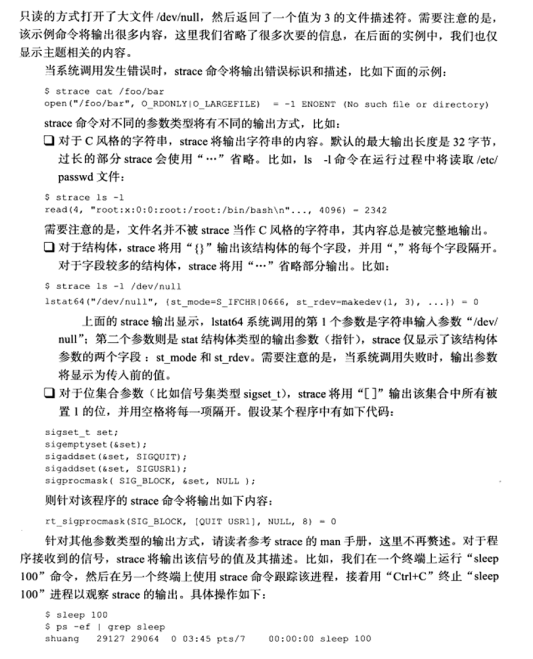 只读的方式打开了大文件 /dev/null，然后返回了一个值为 3 的文件描述符。需要注意的是，
该示例命令将输出很多内容，这里我们省略了很多次要的信息，在后面的实例中，我们也仅
显示主题相关的内容。
当系统调用发生错误时，strace 命令将输出错误标识和描述，比如下面的示例：
$ strace cat /foo/bar
open("/foo/bar", O_RDONLY|O_LARGEFILE) = -1 ENOENT (No such file or directory)
strace 命令对不同的参数类型将有不同的输出方式，比如：
❑ 对于 C 风格的字符串，strace 将输出字符串的内容。默认的最大输出长度是 32 字节，
过长的部分 strace 会使用“…”省略。比如，ls -l 命令在运行过程中将读取 /etc/
passwd 文件：
$ strace ls -l
read(4, "root:x:0:0:root:/root:/bin/bash\n"..., 4096) = 2342
需要注意的是，文件名并不被 strace 当作 C 风格的字符串，其内容总是被完整地输出。
❑ 对于结构体，strace 将用“{}”输出该结构体的每个字段，并用“,”将每个字段隔开。
对于字段较多的结构体，strace 将用“…”省略部分输出。比如：
$ strace ls -l /dev/null
lstat64("/dev/null", {st_mode=S_IFCHR|0666, st_rdev=makedev(1, 3), ...}) = 0
上面的 strace 输出显示，lstat64 系统调用的第 1 个参数是字符串输入参数“/dev/
null”；第二个参数则是 stat 结构体类型的输出参数（指针），strace 仅显示了该结构体
参数的两个字段：st_mode 和 st_rdev。需要注意的是，当系统调用失败时，输出参数
将显示为传入前的值。
❑ 对于位集合参数（比如信号集类型 sigset_t），strace 将用“[]”输出该集合中所有被
置 1 的位，并用空格将每一项隔开。假设某个程序中有如下代码：
sigset_t set;
sigemptyset(&set);
sigaddset(&set, SIGQUIT);
sigaddset(&set, SIGUSR1);
sigprocmask( SIG_BLOCK, &set, NULL );
则针对该程序的 strace 命令将输出如下内容：
rt_sigprocmask(SIG_BLOCK, [QUIT USR1], NULL, 8) = 0
针对其他参数类型的输出方式，请读者参考 strace 的 man 手册，这里不再赘述。对于程
序接收到的信号，strace 将输出该信号的值及其描述。比如，我们在一个终端上运行“sleep
100”命令，然后在另一个终端上使用 strace 命令跟踪该进程，接着用“Ctrl+C”终止“sleep
100”进程以观察 strace 的输出。具体操作如下：
$ sleep 100
$ ps -ef | grep sleep
shuang 29127 29064 0 03:45 pts/7 00:00:00 sleep 100